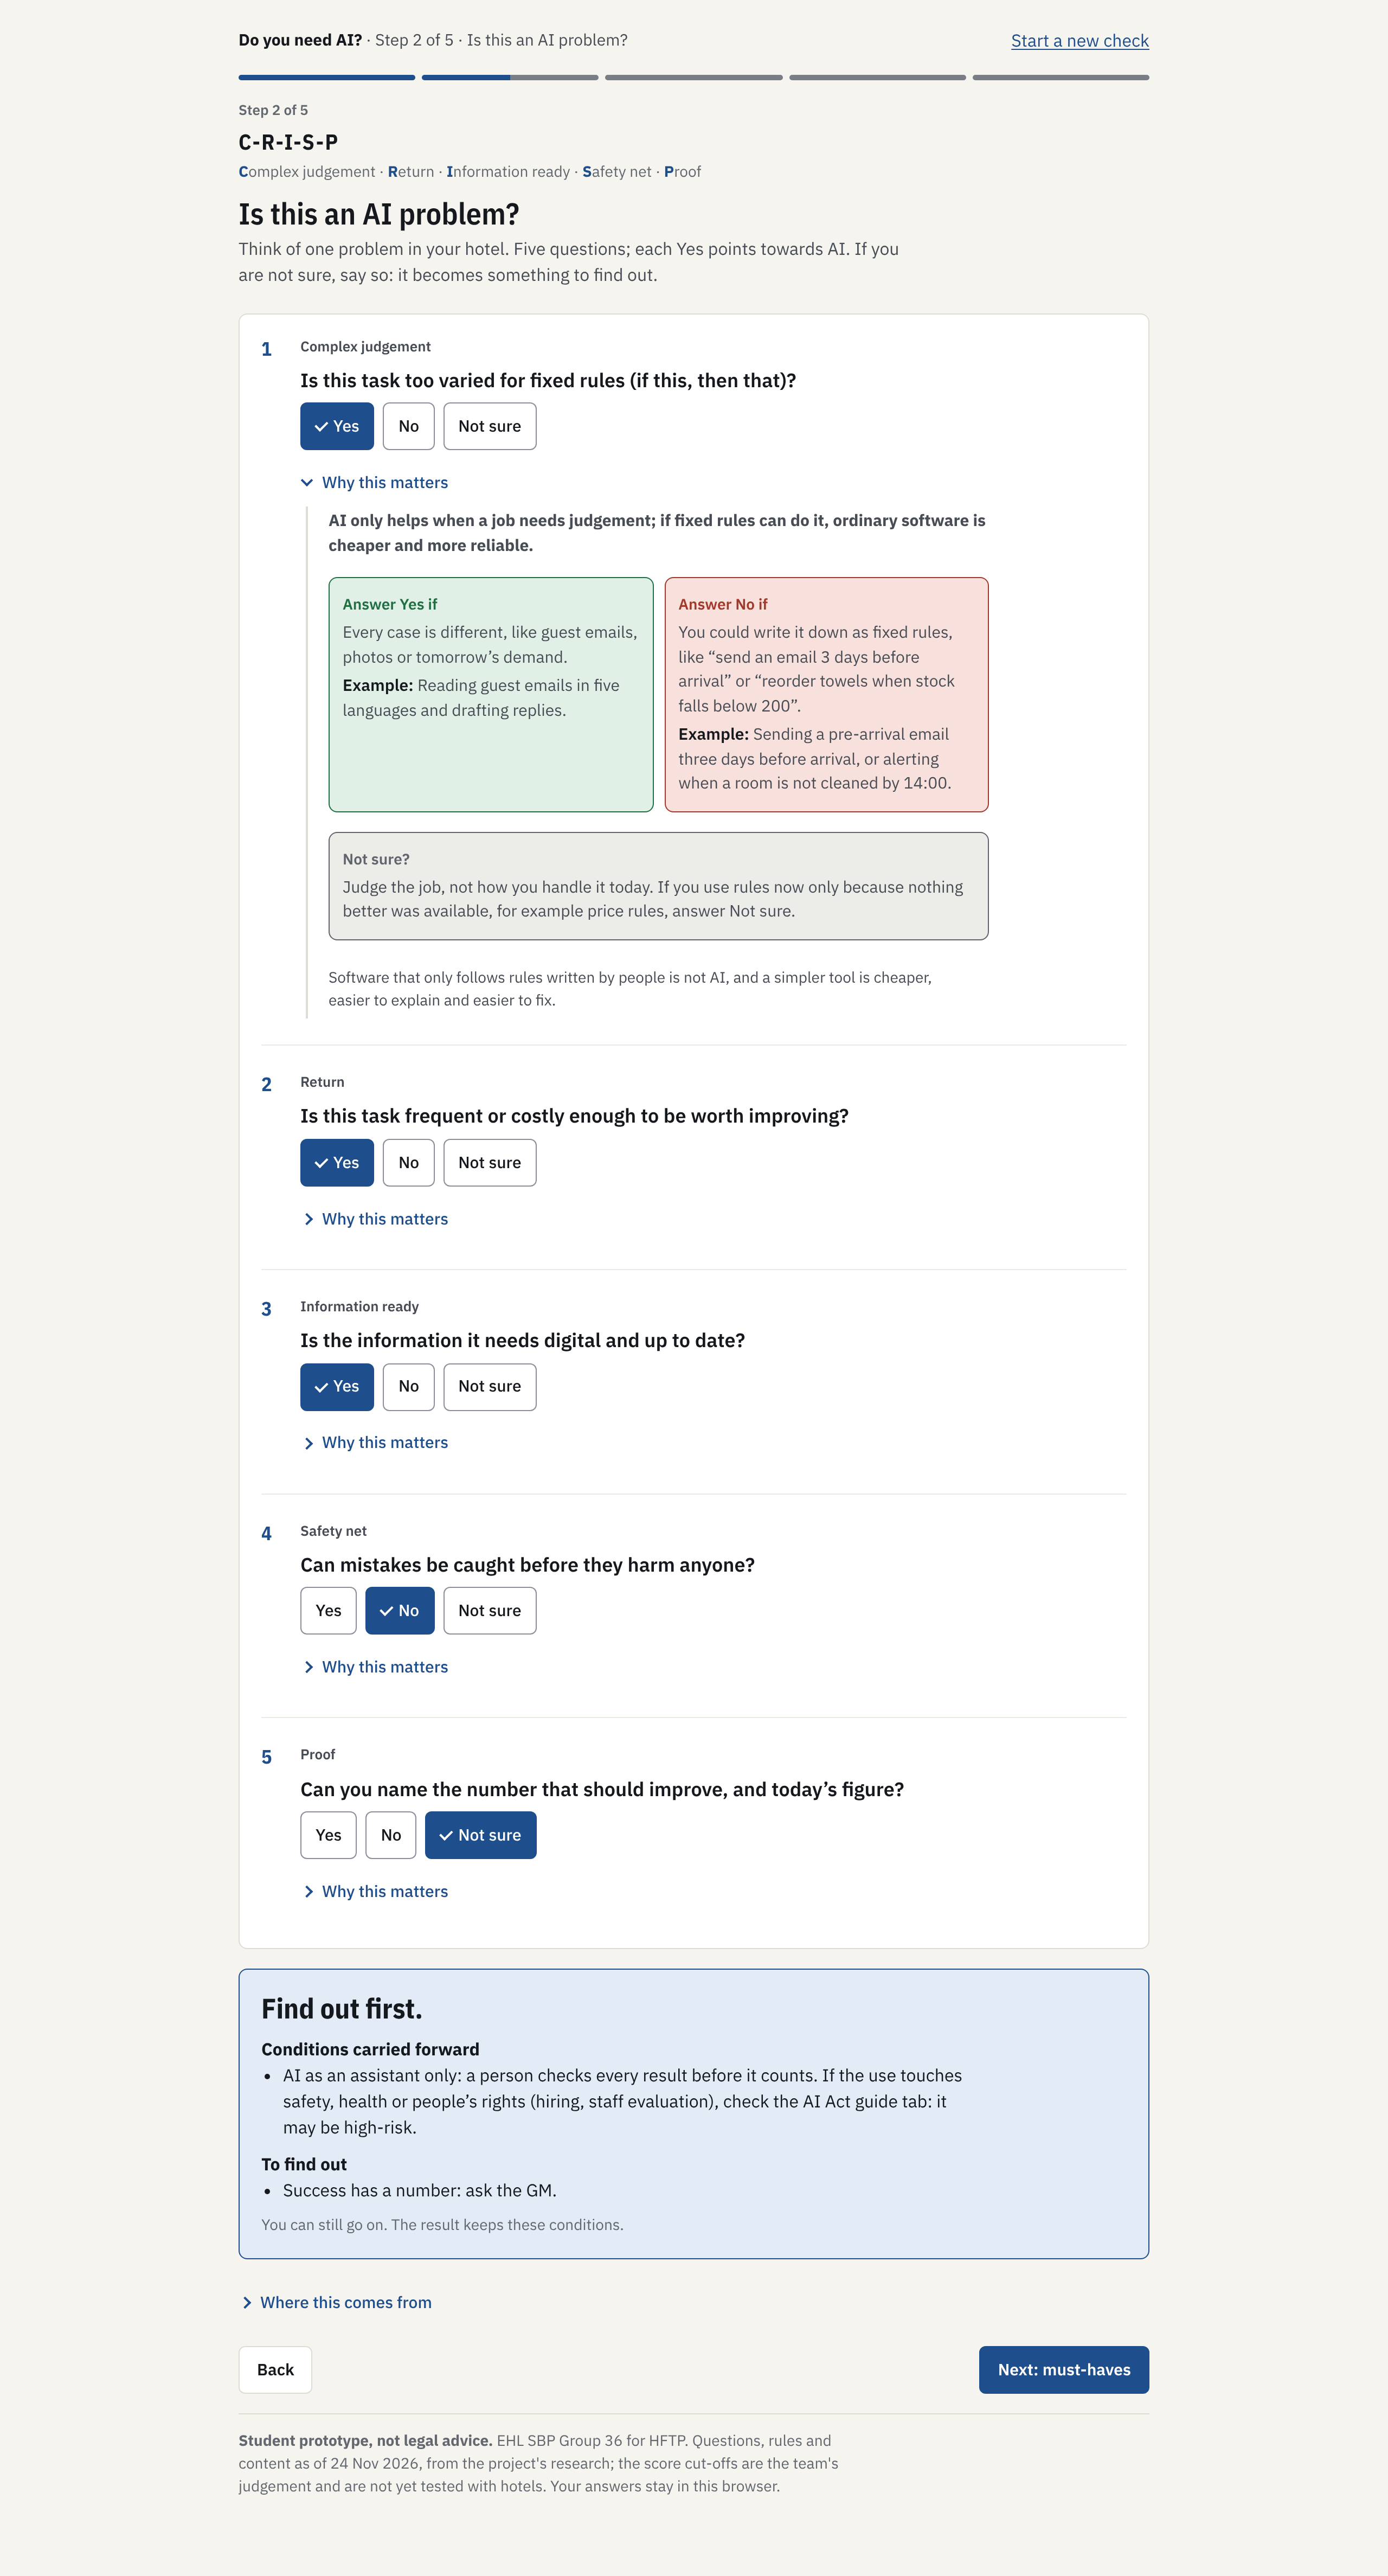 Do you need AI? · Step 2 of 5 · Is this an AI problem?
Start a new check
Step 2 of 5
C-R-I-S-P
Complex judgement · Return · Information ready · Safety net · Proof
Is this an AI problem?
Think of one problem in your hotel. Five questions; each Yes points towards AI. If you
are not sure, say so: it becomes something to find out.
1
Complex judgement
Is this task too varied for fixed rules (if this, then that)?
Yes
No
Not sure
Why this matters
AI only helps when a job needs judgement; if fixed rules can do it, ordinary software is
cheaper and more reliable.
Answer Yes if
Every case is different, like guest emails,
photos or tomorrow’s demand.
Example: Reading guest emails in five
languages and drafting replies.
Answer No if
You could write it down as fixed rules,
like “send an email 3 days before
arrival” or “reorder towels when stock
falls below 200”.
Example: Sending a pre-arrival email
three days before arrival, or alerting
when a room is not cleaned by 14:00.
Not sure?
Judge the job, not how you handle it today. If you use rules now only because nothing
better was available, for example price rules, answer Not sure.
Software that only follows rules written by people is not AI, and a simpler tool is cheaper,
easier to explain and easier to fix.
2
Return
Is this task frequent or costly enough to be worth improving?
Yes
No
Not sure
Why this matters
3
Information ready
Is the information it needs digital and up to date?
Yes
No
Not sure
Why this matters
4
Safety net
Can mistakes be caught before they harm anyone?
Yes
No
Not sure
Why this matters
5
Proof
Can you name the number that should improve, and today’s figure?
Yes
No
Not sure
Why this matters
Find out first.
Conditions carried forward
• AI as an assistant only: a person checks every result before it counts. If the use touches
safety, health or people’s rights (hiring, staff evaluation), check the AI Act guide tab: it
may be high-risk.
To find out
• Success has a number: ask the GM.
You can still go on. The result keeps these conditions.
Where this comes from
Back
Next: must-haves
Student prototype, not legal advice. EHL SBP Group 36 for HFTP. Questions, rules and
content as of 24 Nov 2026, from the project's research; the score cut-offs are the team's
judgement and are not yet tested with hotels. Your answers stay in this browser.